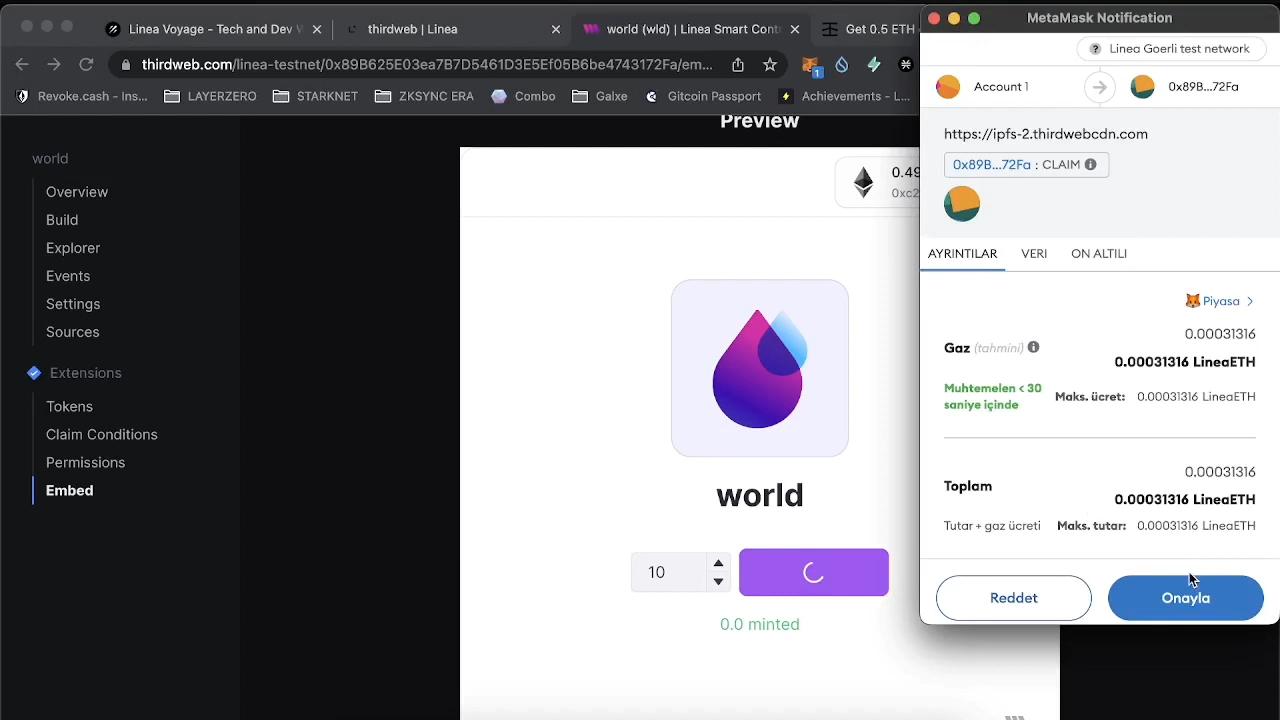 Linea Voyage - Tech and Dev W
thirdweb | Linea
world (wld) | Linea Smart Cont
Get 0.5 ETH
thirdweb.com/linea-testnet/0x89B625E03ea7B7D5461D3E5Ef05B6be4743172Fa/em...
1
Revoke.cash - Ins...
LAYERZERO
STARKNET
ZKSYNC ERA
Combo
Galxe
Gitcoin Passport
Achievements - L...
world
Overview
Build
Explorer
Events
Settings
Sources
Extensions
Tokens
Claim Conditions
Permissions
Embed
Preview
0.49
0xc2
world
10
0.0 minted
MetaMask Notification
Linea Goerli test network
Account 1
0x89B...72Fa
https://ipfs-2.thirdwebcdn.com
0x89B...72Fa : CLAIM
AYRINTILAR
VERI
ON ALTILI
Piyasa >
Gaz (tahmini)
0.00031316
0.00031316 LineaETH
Muhtemelen < 30
saniye içinde
Maks. ücret: 0.00031316 LineaETH
Toplam
0.00031316
0.00031316 LineaETH
Tutar + gaz ücreti
Maks. tutar: 0.00031316 LineaETH
Reddet
Onayla